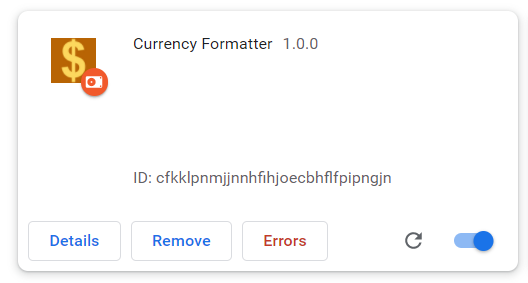 $
Currency Formatter 1.0.0
ID: cfkklpnmjjnnhfihjoecbhflfpipngjn
Details Remove Errors